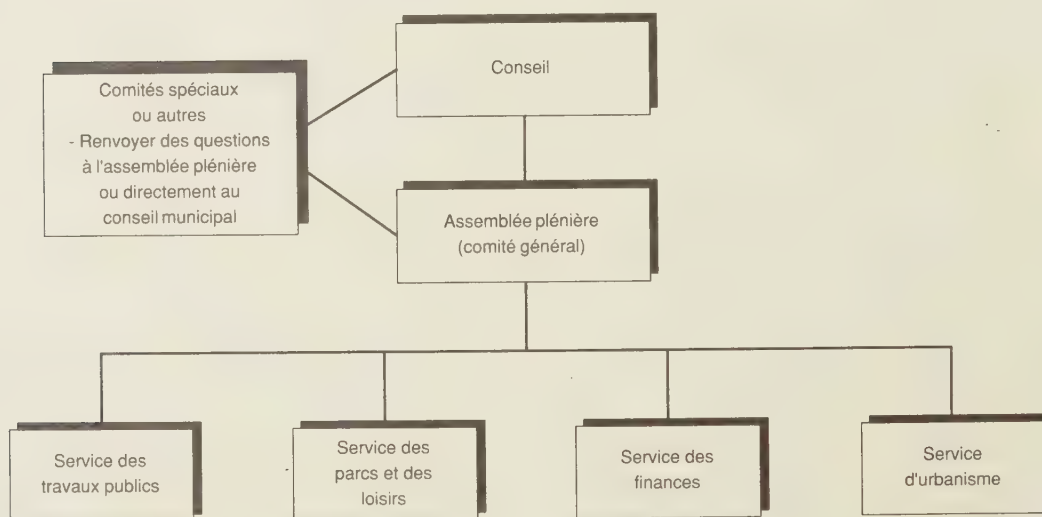 Comités spéciaux
ou autres
- Renvoyer des questions
à l'assemblée plénière
ou directement au
conseil municipal
Conseil
Assemblée plénière
(comité général)
Service des
travaux publics
Service des
parcs et des
loisirs
Service des
finances
Service
d'urbanisme